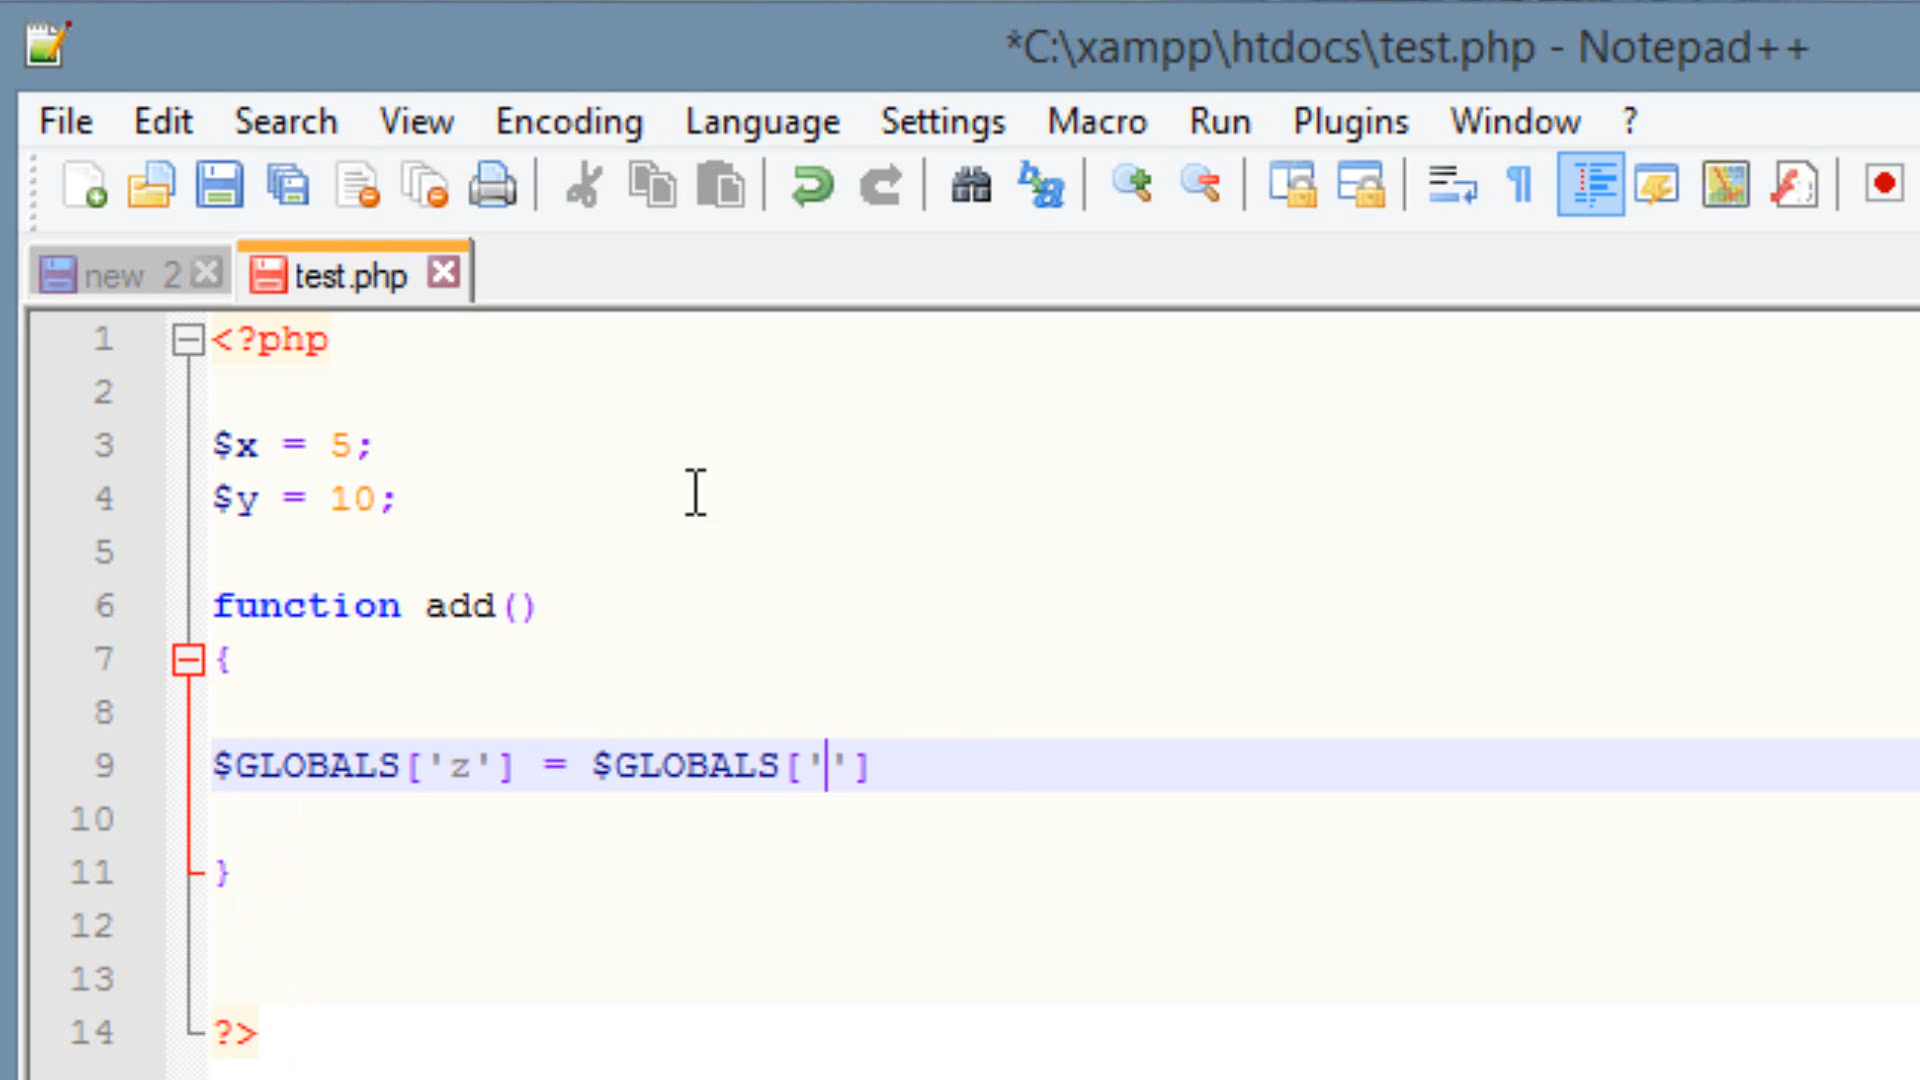 *C:\xampp\htdocs\test.php - Notepad++
File Edit Search View Encoding Language Settings Macro Run Plugins Window ?
new 2 test.php
1 <?php
2
3 $x = 5;
4 $y = 10;
5
6 function add()
7 {
8
9 $GLOBALS['z'] = $GLOBALS['']
10
11 }
12
13
14 ?>